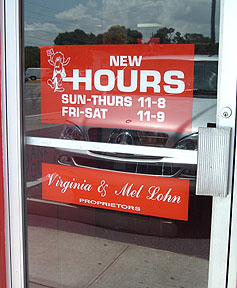 NEW
HOURS
SUN-THURS 11-8
FRI-SAT 11-9
Virginia & Mel Lohn
PROPRIETORS